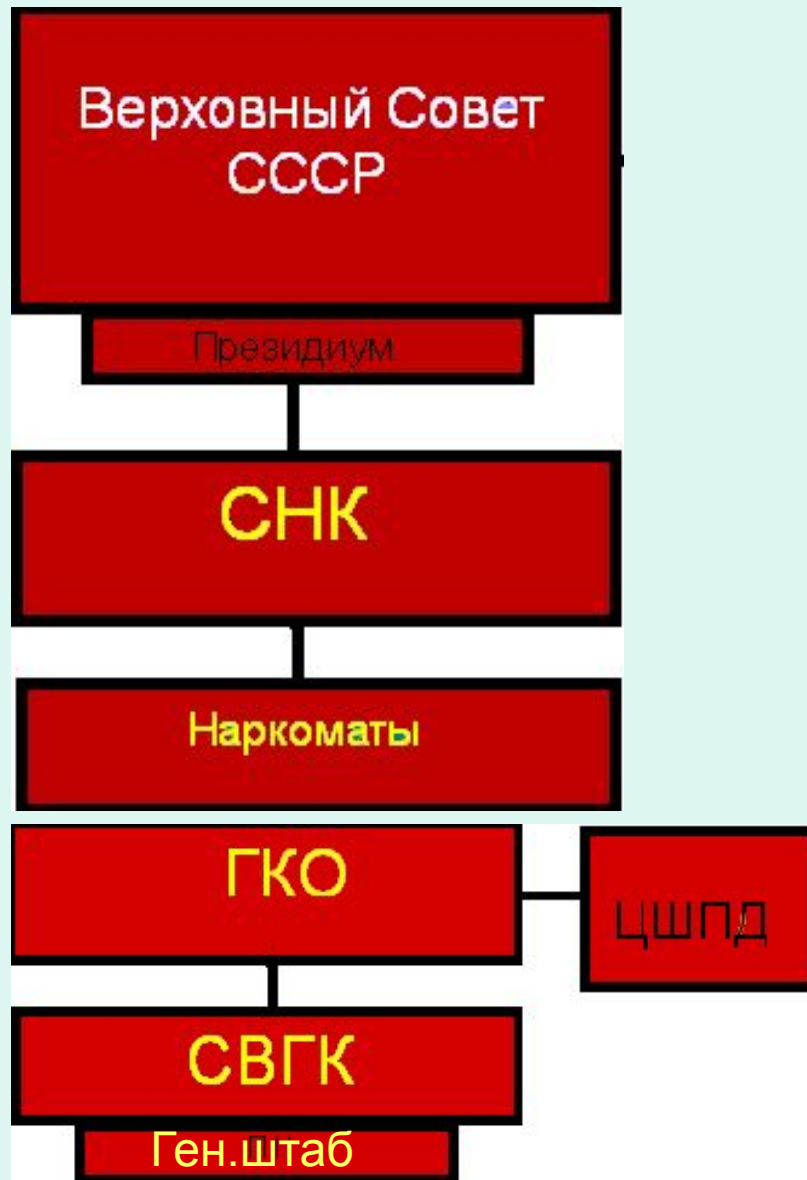 Верховный Совет
СССР
Президиум
СНК
Наркоматы
ГКО
ЦШПД
СВГК
Ген.штаб